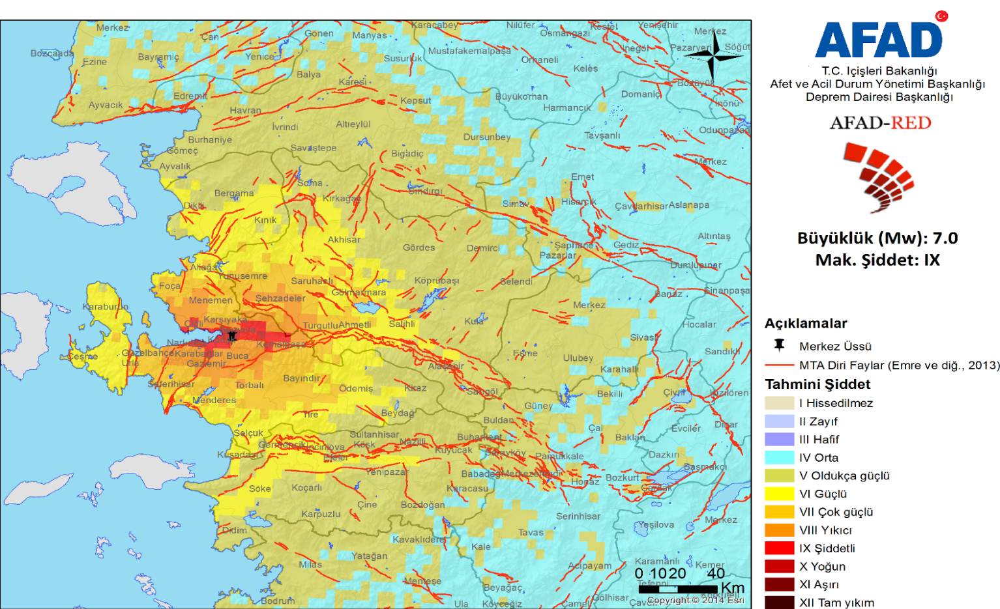 Merkez
Çan
Gönen
Manyas
Karacabey
Nilüfer
Osmangazi
Kestel
Yenişehir
Merkez
Bozcaada
Ezine
Bayramiç
Yenice
Susurluk
Mustafakemalpaşa
Orhaneli
İnegöl
Pazaryeri
Söğüt
Keles
Balya
Karesi
Bozüyük
Ayvacık
Edremit
Havran
Kepsut
Büyükorhan
Harmancık
Domaniç
İnönü
İvrindi
Altıeylül
Dursunbey
Tavşanlı
Odunpazarı
Burhaniye
Gömeç
Savaştepe
Bigadiç
Merkez
Ayvalık
Bergama
Soma
Kırkağaç
Sındırgı
Emet
Dikili
Kınık
Simav
Hisarcık
Çavdarhisar
Aslanapa
Akhisar
Gördes
Demirci
Şaphane
Gediz
Altıntaş
Pazarlar
Dumlupınar
Aliağa
Yunusemre
Foça
Saruhanlı
Köprübaşı
Selendi
Sinanpaşa
Menemen
Şehzadeler
Gölmarmara
Banaz
Karaburun
Merkez
Çiğli
Karşıyaka
Turgutlu
Ahmetli
Salihli
Kula
Hocalar
Sivaslı
Kemalpaşa
Çeşme
Güzelbahçe
Karabağlar
Buca
Urla
Gaziemir
Eşme
Ulubey
Sandıklı
Alaşehir
Karahallı
Seferihisar
Torbalı
Bayındır
Ödemiş
Kiraz
Sarıgöl
Bekilli
Çivril
Kızılören
Menderes
Güney
Tire
Beydağ
Buldan
Selçuk
Sultanhisar
Çal
Evciler
Dinar
Germencik
İncirliova
Köşk
Nazilli
Buharkent
Baklan
Kuşadası
Efeler
Kuyucak
Sarayköy
Pamukkale
Dazkırı
Başmakçı
Yenipazar
Babadağ
Merkezefendi
Honaz
Bozkurt
Çardak
Söke
Koçarlı
Karacasu
Çine
Bozdoğan
Karpuzlu
Serinhisar
Yeşilova
Merkez
Didim
Kavaklıdere
Tavas
Kale
Milas
Yatağan
Acıpayam
Karamanlı
Kemer
Menteşe
Beyağaç
Tefenni
Korkuteli
Bodrum
Ula
Köyceğiz
Çameli
Gölhisar
0 10 20 40
Km
Copyright:© 2014 Esri
AFAD
T.C. İçişleri Bakanlığı
Afet ve Acil Durum Yönetimi Başkanlığı
Deprem Dairesi Başkanlığı
AFAD-RED
Büyüklük (Mw): 7.0
Mak. Şiddet: IX
Açıklamalar
Merkez Üssü
MTA Diri Faylar (Emre ve diğ., 2013)
Tahmini Şiddet
I Hissedilmez
II Zayıf
III Hafif
IV Orta
V Oldukça güçlü
VI Güçlü
VII Çok güçlü
VIII Yıkıcı
IX Şiddetli
X Yoğun
XI Aşırı
XII Tam yıkım